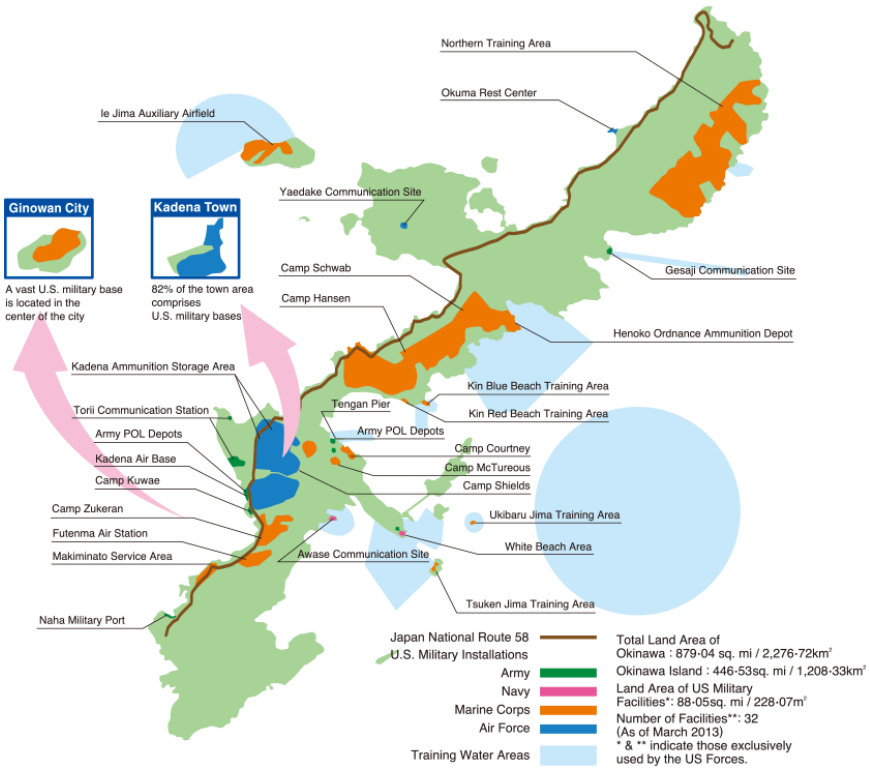 Northern Training Area
Okuma Rest Center
Ie Jima Auxiliary Airfield
Yaedake Communication Site
Ginowan City
A vast U.S. military base
is located in the
center of the city
Kadena Town
82% of the town area
comprises
U.S. military bases
Camp Schwab
Camp Hansen
Gesaji Communication Site
Henoko Ordnance Ammunition Depot
Kadena Ammunition Storage Area
Kin Blue Beach Training Area
Kin Red Beach Training Area
Tengan Pier
Torii Communication Station
Army POL Depots
Army POL Depots
Kadena Air Base
Camp Kuwae
Camp Courtney
Camp McTureous
Camp Shields
Camp Zukeran
Futenma Air Station
Makiminato Service Area
Ukibaru Jima Training Area
Awase Communication Site
White Beach Area
Tsuken Jima Training Area
Naha Military Port
Japan National Route 58
U.S. Military Installations
Army
Navy
Marine Corps
Air Force
Training Water Areas
Total Land Area of
Okinawa : 879-04 sq. mi / 2,276-72km²
Okinawa Island : 446-53sq. mi / 1,208-33km²
Land Area of US Military
Facilities*: 88-05sq. mi / 228-07m²
Number of Facilities**: 32
(As of March 2013)
* & ** indicate those exclusively
used by the US Forces.